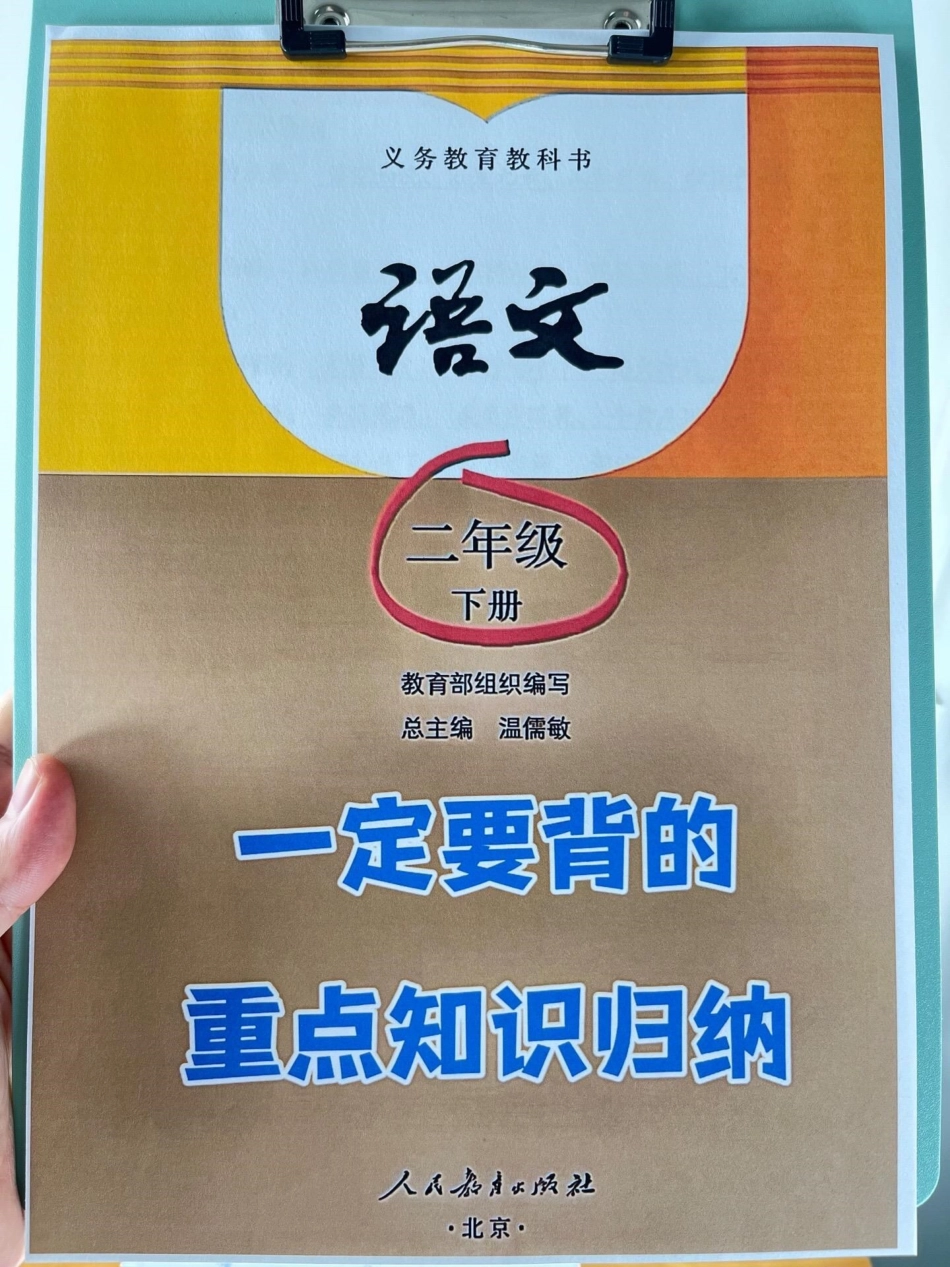 义务教育教科书
语文
二年级
下册
教育部组织编写
总主编 温儒敏
一定要背的
重点知识归纳
人民教育出版社
·北京·